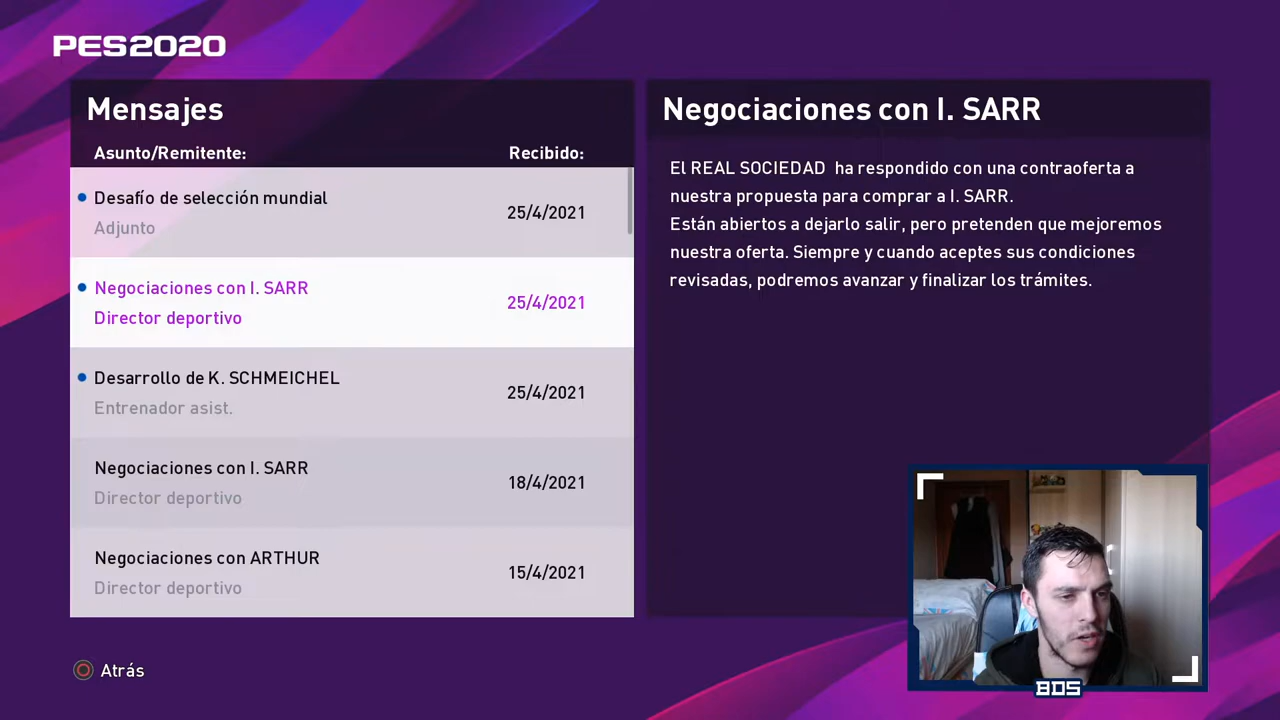 PES2020
Mensajes
Asunto/Remitente: Recibido:
Desafío de selección mundial
Adjunto
25/4/2021
Negociaciones con I. SARR
Director deportivo
25/4/2021
Desarrollo de K. SCHMEICHEL
Entrenador asist.
25/4/2021
Negociaciones con I. SARR
Director deportivo
18/4/2021
Negociaciones con ARTHUR
Director deportivo
15/4/2021
Negociaciones con I. SARR
El REAL SOCIEDAD ha respondido con una contraoferta a
nuestra propuesta para comprar a I. SARR.
Están abiertos a dejarlo salir, pero pretenden que mejoremos
nuestra oferta. Siempre y cuando aceptes sus condiciones
revisadas, podremos avanzar y finalizar los trámites.
Atrás
BDS